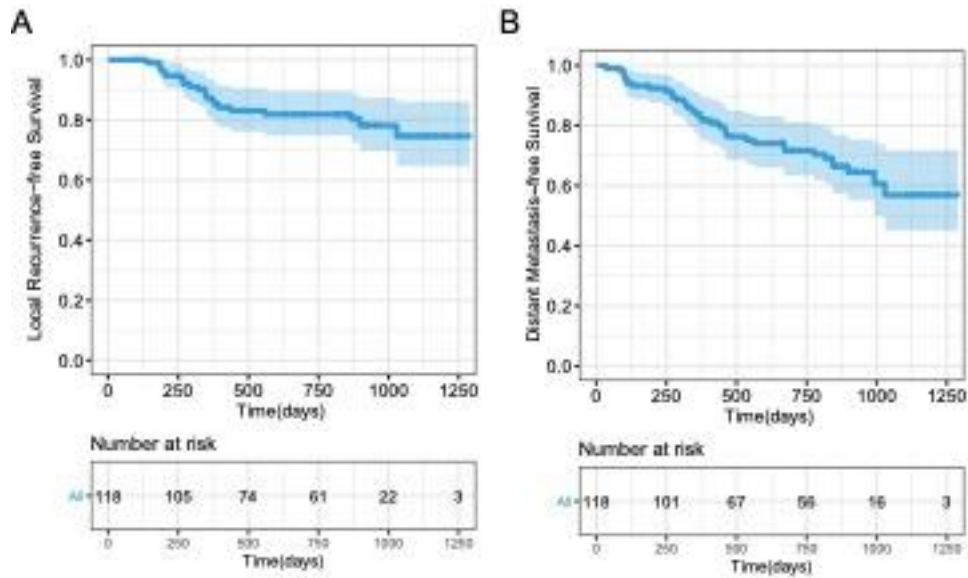 A
Local Recurrence-free Survival
1.0
0.8
0.6
0.4
0.2
0.0
0 250 500 750 1000 1250
Time(days)
Number at risk
All 118 105 74 61 22 3
0 250 500 750 1000 1250
Time(days)
B
Distant Metastasis-free Survival
1.0
0.8
0.6
0.4
0.2
0.0
0 250 500 750 1000 1250
Time(days)
Number at risk
All 118 101 67 56 16 3
0 250 500 750 1000 1250
Time(days)